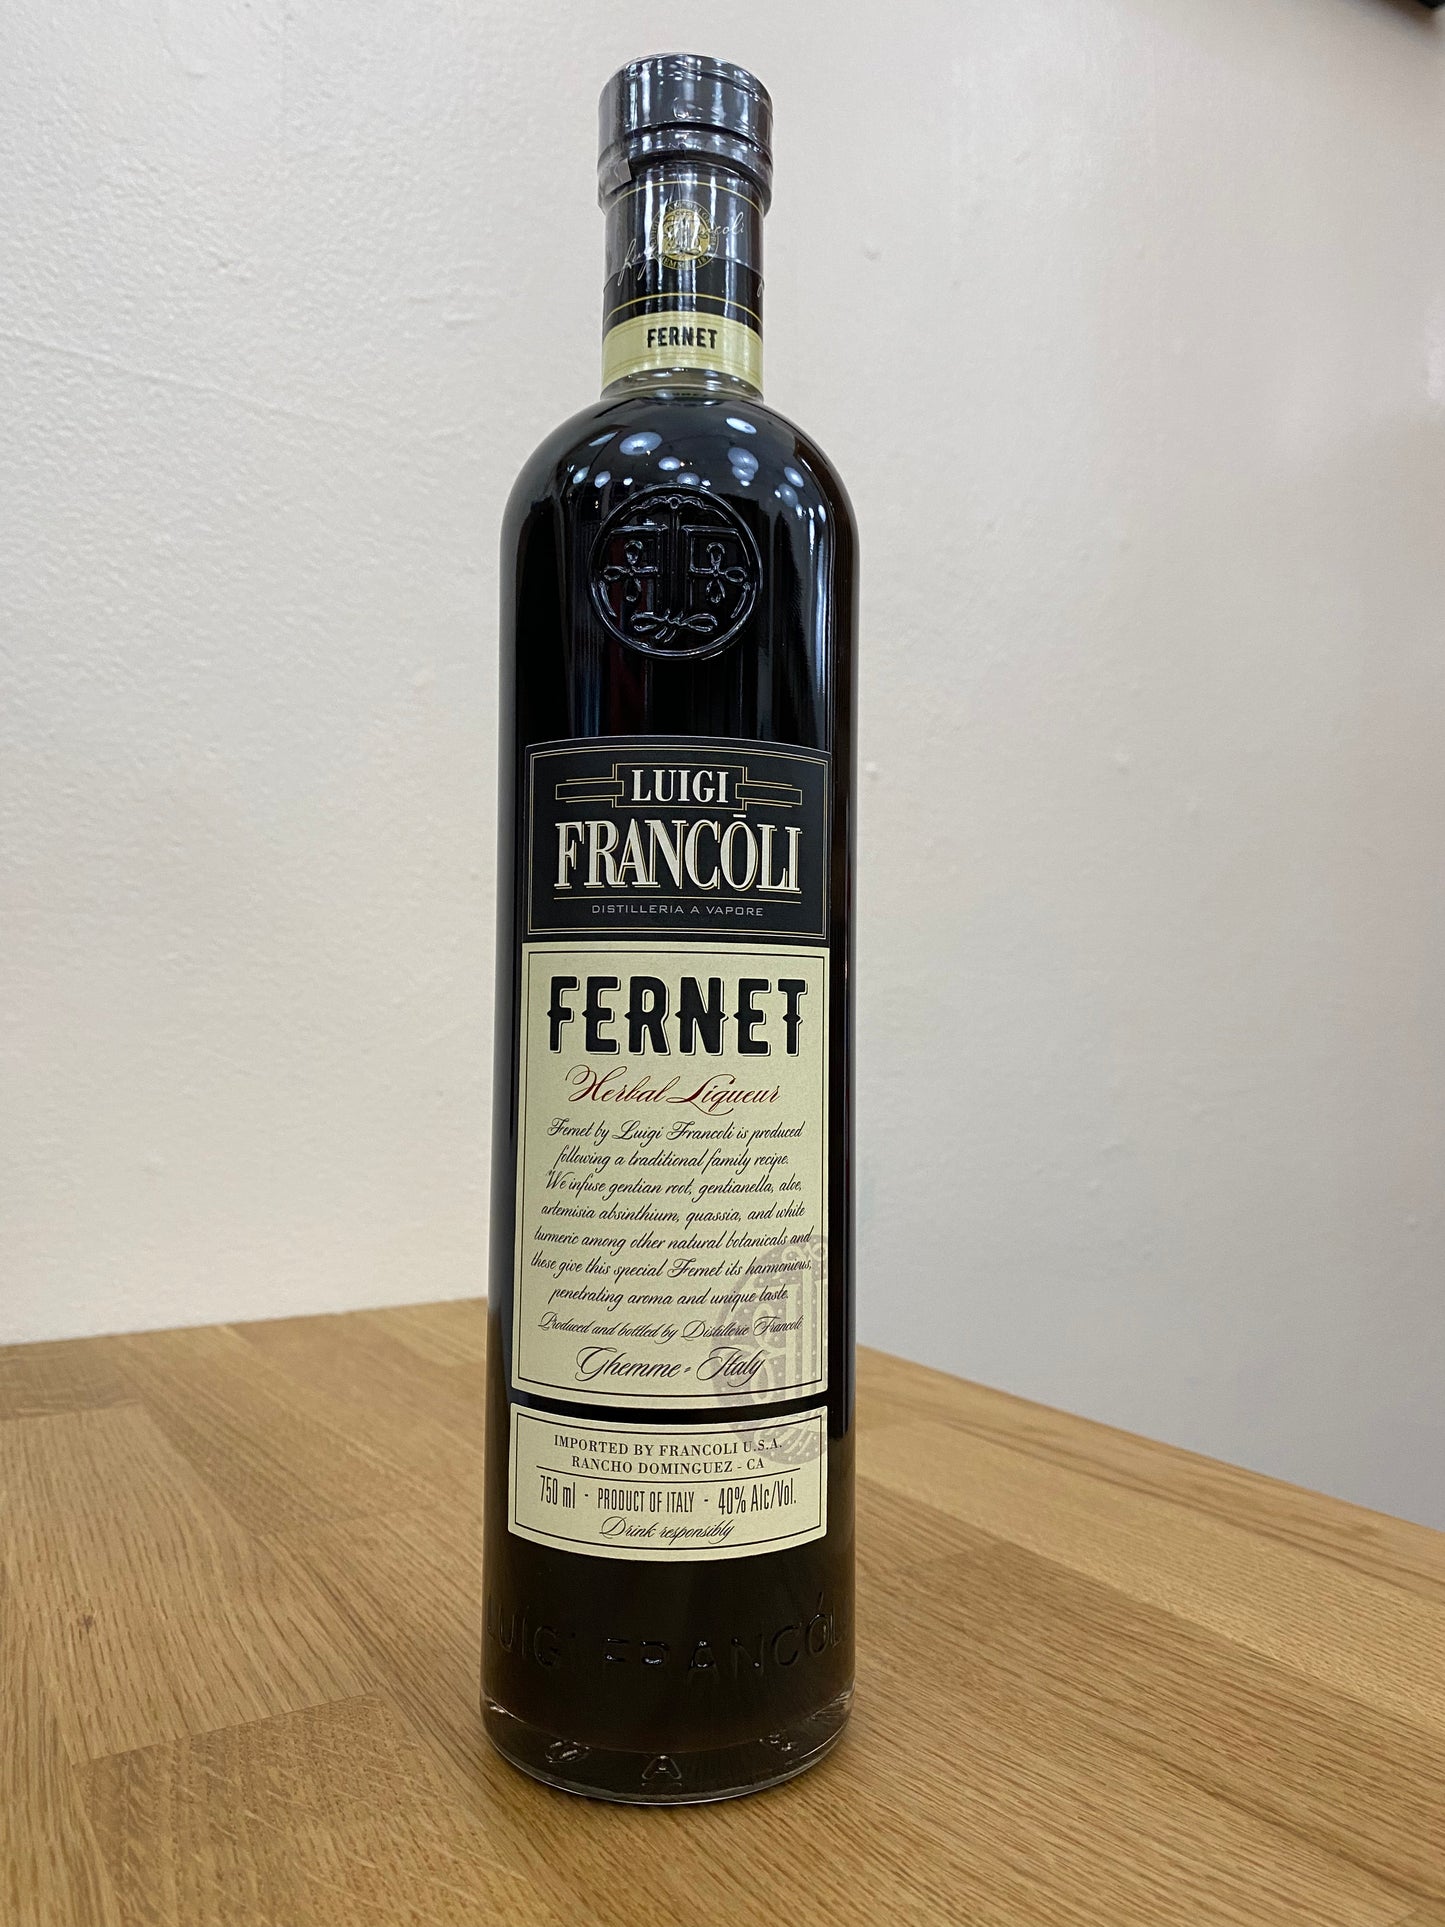 FERNET
LUIGI
FRANCŌLI
DISTILLERIA A VAPORE
FERNET
Herbal Liqueur
Fernet by Luigi Francoli is produced
following a traditional family recipe.
"We infuse gentian root, gentianella, aloe,
artemisia absinthium, quassia, and white
turmeric among other natural botanicals and
these give this special Fernet its harmonious,
penetrating aroma and unique taste.
Produced and bottled by Distillerie Francoli
Ghemme - Italy
IMPORTED BY FRANCOLI U.S.A.
RANCHO DOMINGUEZ - CA
750 ml - PRODUCT OF ITALY - 40% Alc/Vol.
Drink responsibly
LUIGI FRANCÓLI